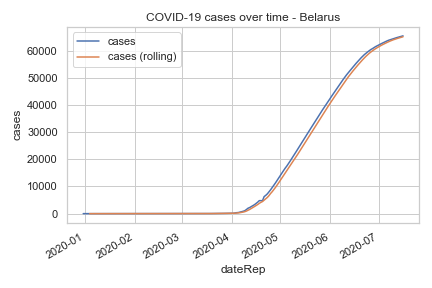 COVID-19 cases over time - Belarus
cases
cases (rolling)
60000
50000
40000
30000
20000
10000
0
cases
2020-01
2020-02
2020-03
2020-04
2020-05
2020-06
2020-07
dateRep